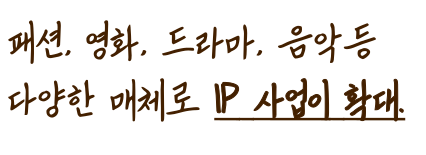 패션, 영화, 드라마, 음악 등
다양한 매체로 IP 사업이 확대.